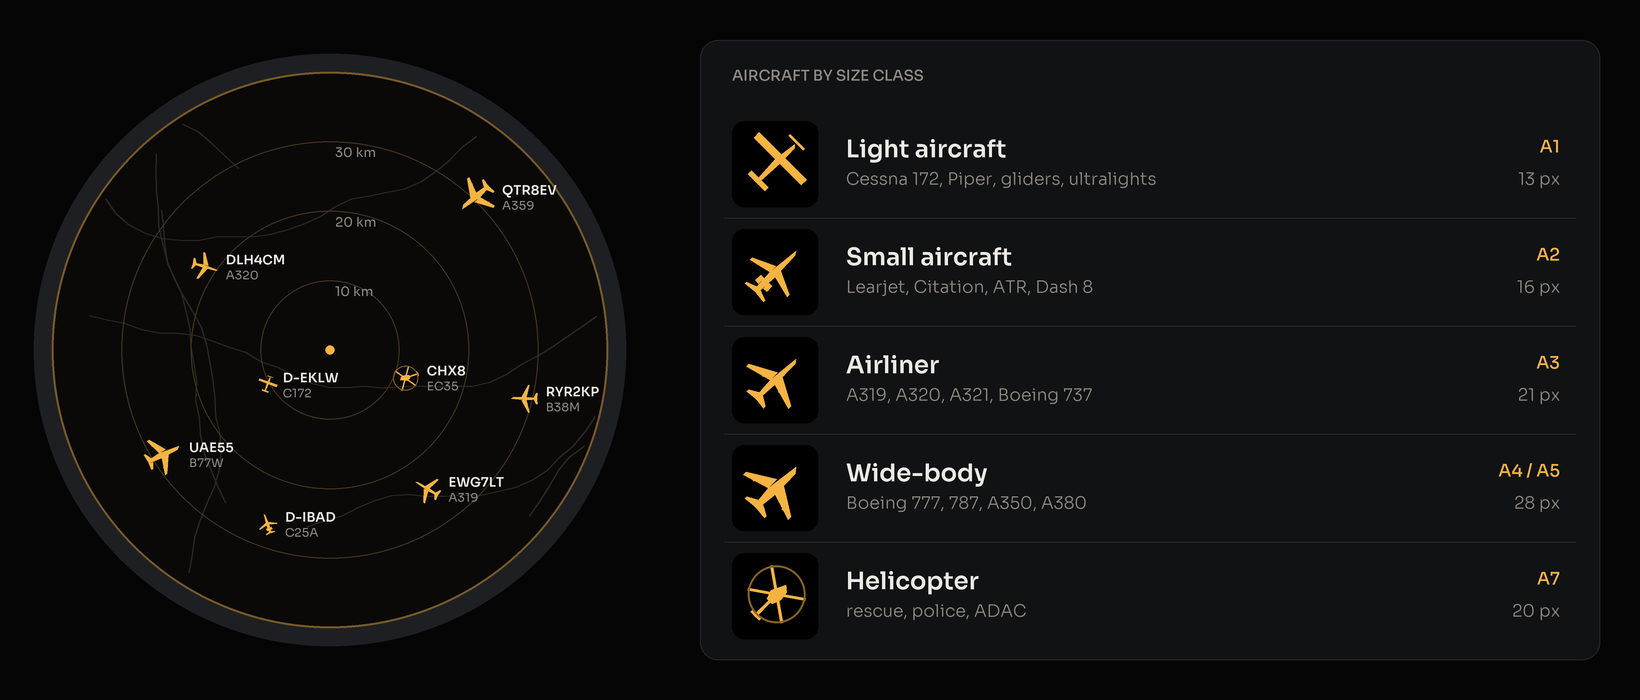 30 km
QTR8EV
A359
20 km
DLH4CM
A320
10 km
D-EKLW
C172
CHX8
EC35
RYR2KP
B38M
UAE55
B77W
EWG7LT
A319
D-IBAD
C25A
AIRCRAFT BY SIZE CLASS
Light aircraft
A1
Cessna 172, Piper, gliders, ultralights
13 px
Small aircraft
A2
Learjet, Citation, ATR, Dash 8
16 px
Airliner
A3
A319, A320, A321, Boeing 737
21 px
Wide-body
A4 / A5
Boeing 777, 787, A350, A380
28 px
Helicopter
A7
rescue, police, ADAC
20 px